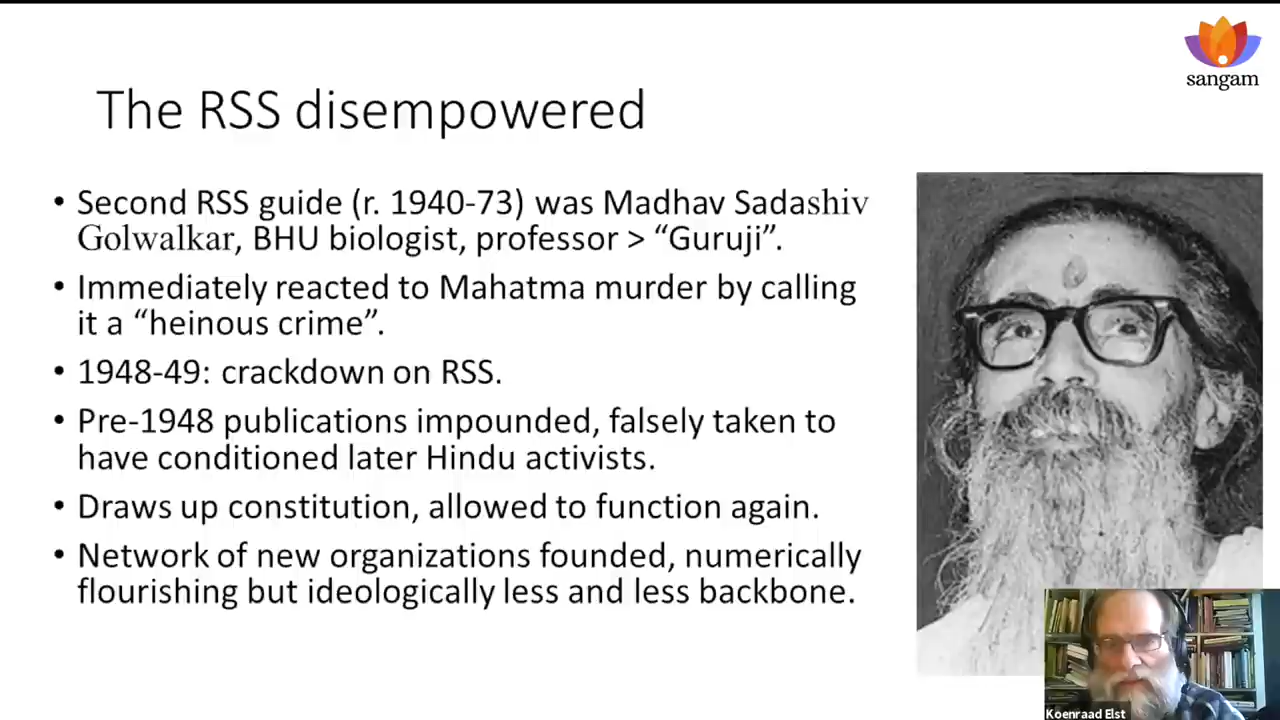 sangam
The RSS disempowered
• Second RSS guide (r. 1940-73) was Madhav Sadashiv
Golwalkar, BHU biologist, professor > “Guruji”.
• Immediately reacted to Mahatma murder by calling
it a “heinous crime”.
• 1948-49: crackdown on RSS.
• Pre-1948 publications impounded, falsely taken to
have conditioned later Hindu activists.
• Draws up constitution, allowed to function again.
• Network of new organizations founded, numerically
flourishing but ideologically less and less backbone.
Koenraad Elst